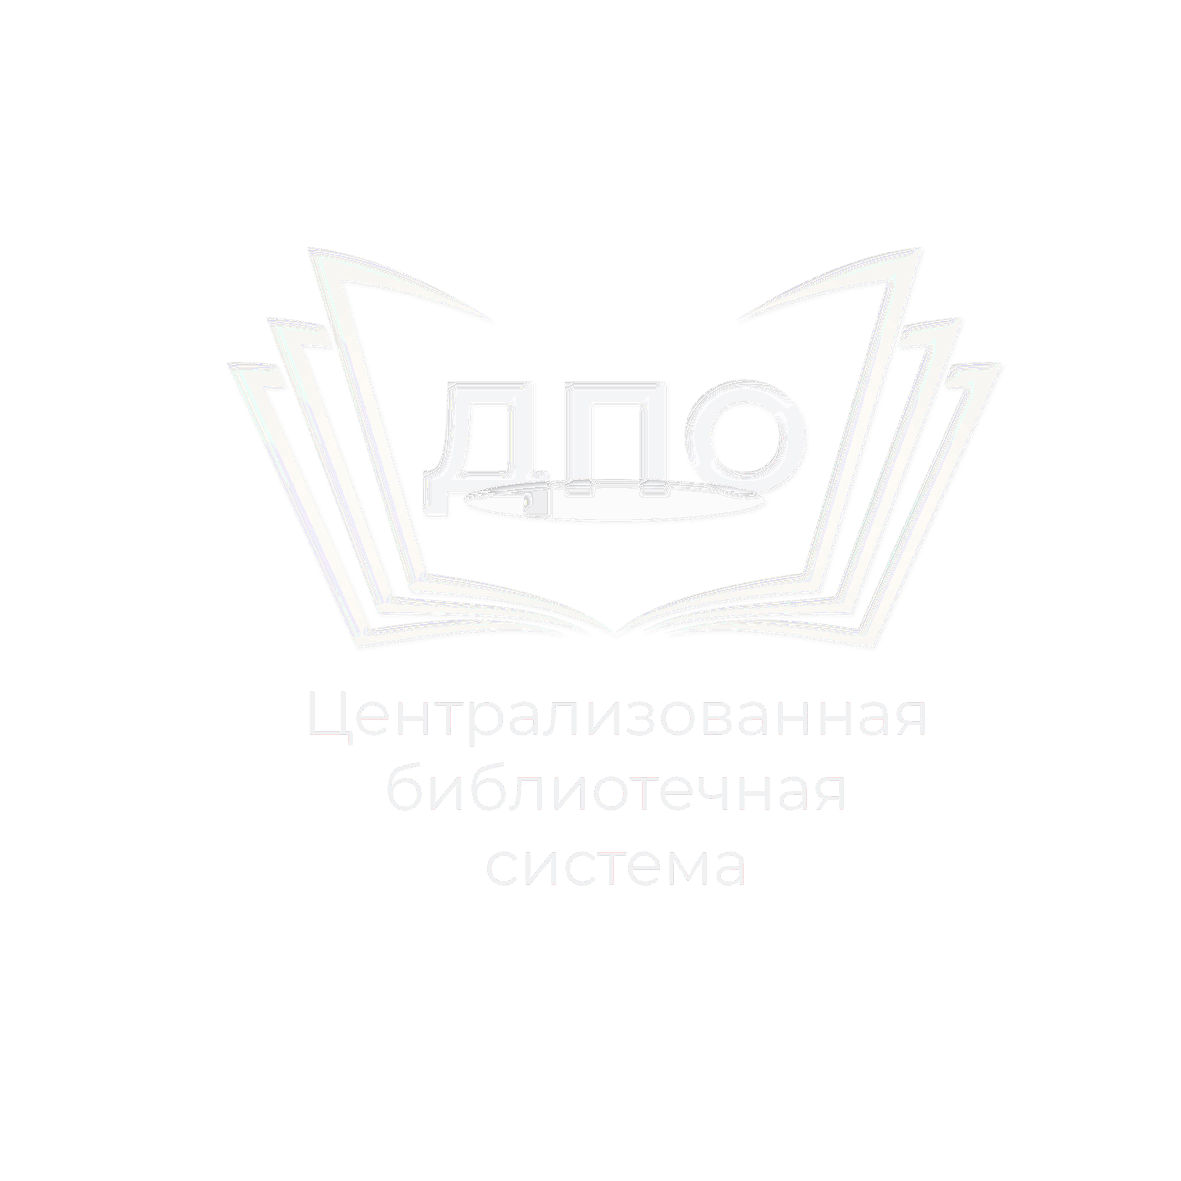 ДПО
Централизованная
библиотечная
система